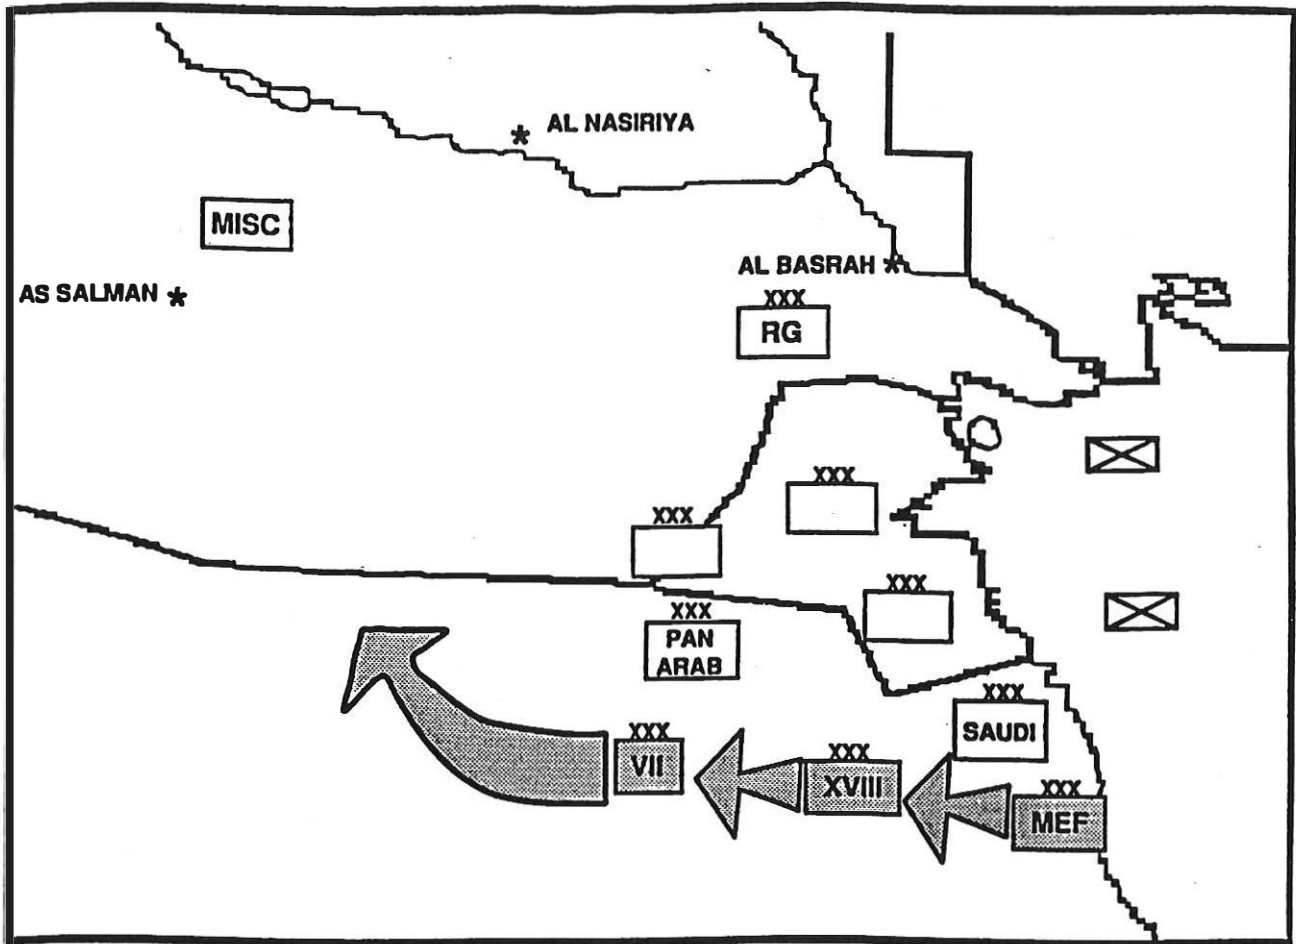 * AL NASIRIYA
MISC
AS SALMAN *
AL BASRAH *
XXX
RG
XXX
XXX
XXX
XXX
PAN
ARAB
XXX
SAUDI
XXX
VII
XXX
XVIII
XXX
MEF